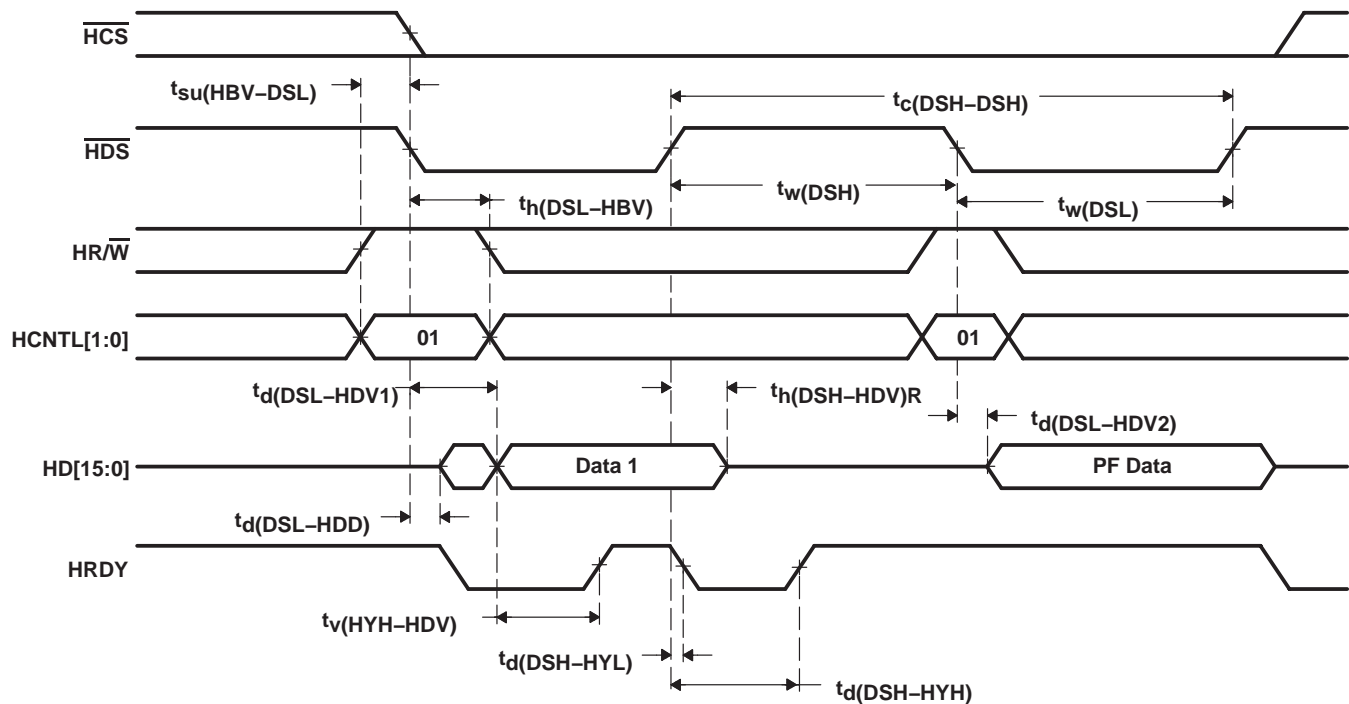 HCS
tsu(HBV–DSL)
tc(DSH–DSH)
HDS
tw(DSH)
th(DSL–HBV)
tw(DSL)
HR/W
HCNTL[1:0]
01
01
td(DSL–HDV1)
th(DSH–HDV)R
td(DSL–HDV2)
HD[15:0]
Data 1
PF Data
td(DSL–HDD)
HRDY
tv(HYH–HDV)
td(DSH–HYL)
td(DSH–HYH)